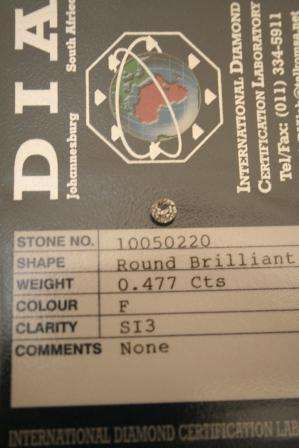 DIA
Johannesburg South Africa
INTERNATIONAL DIAMOND
CERTIFICATION LABORATORY
Tel/Fax: (011) 334-5911
STONE NO. 10050220
SHAPE Round Brilliant
WEIGHT 0.477 Cts
COLOUR F
CLARITY SI3
COMMENTS None
INTERNATIONAL DIAMOND CERTIFICATION LAB